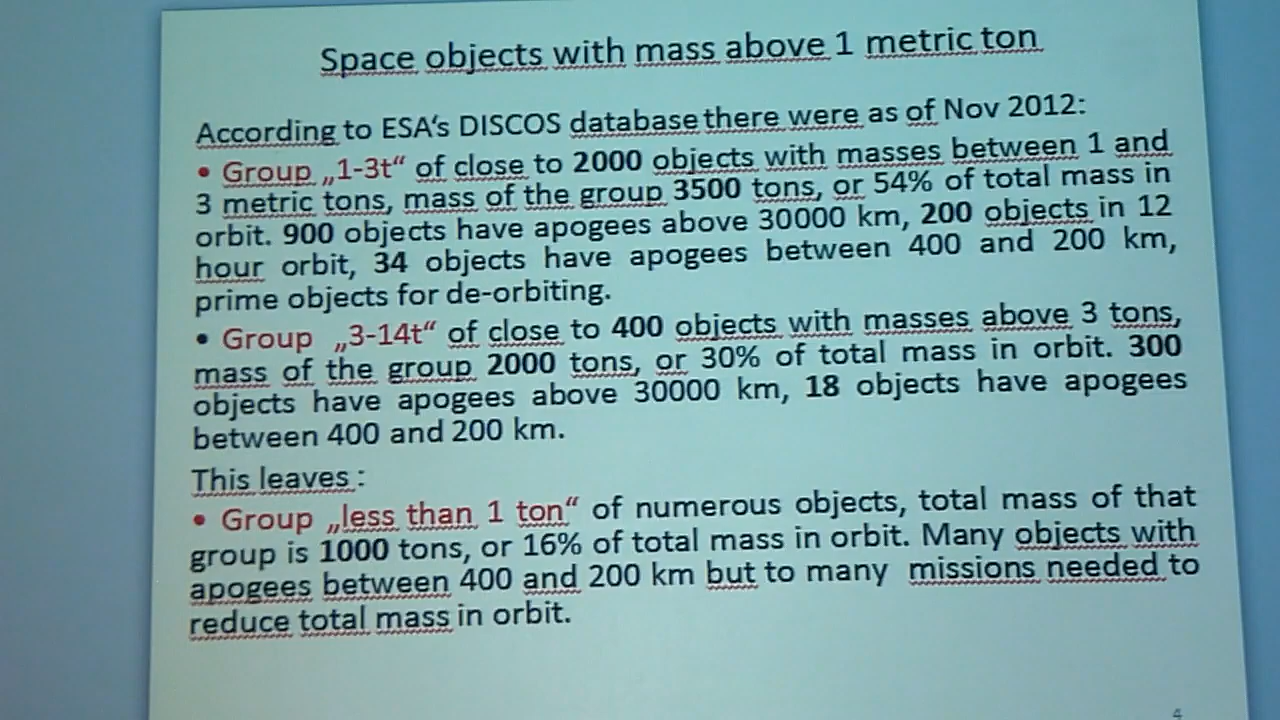 Space objects with mass above 1 metric ton
According to ESA‘s DISCOS database there were as of Nov 2012:
• Group „1-3t“ of close to 2000 objects with masses between 1 and
3 metric tons, mass of the group 3500 tons, or 54% of total mass in
orbit. 900 objects have apogees above 30000 km, 200 objects in 12
hour orbit, 34 objects have apogees between 400 and 200 km,
prime objects for de-orbiting.
• Group „3-14t“ of close to 400 objects with masses above 3 tons,
mass of the group 2000 tons, or 30% of total mass in orbit. 300
objects have apogees above 30000 km, 18 objects have apogees
between 400 and 200 km.
This leaves :
• Group „less than 1 ton“ of numerous objects, total mass of that
group is 1000 tons, or 16% of total mass in orbit. Many objects with
apogees between 400 and 200 km but to many missions needed to
reduce total mass in orbit.
4